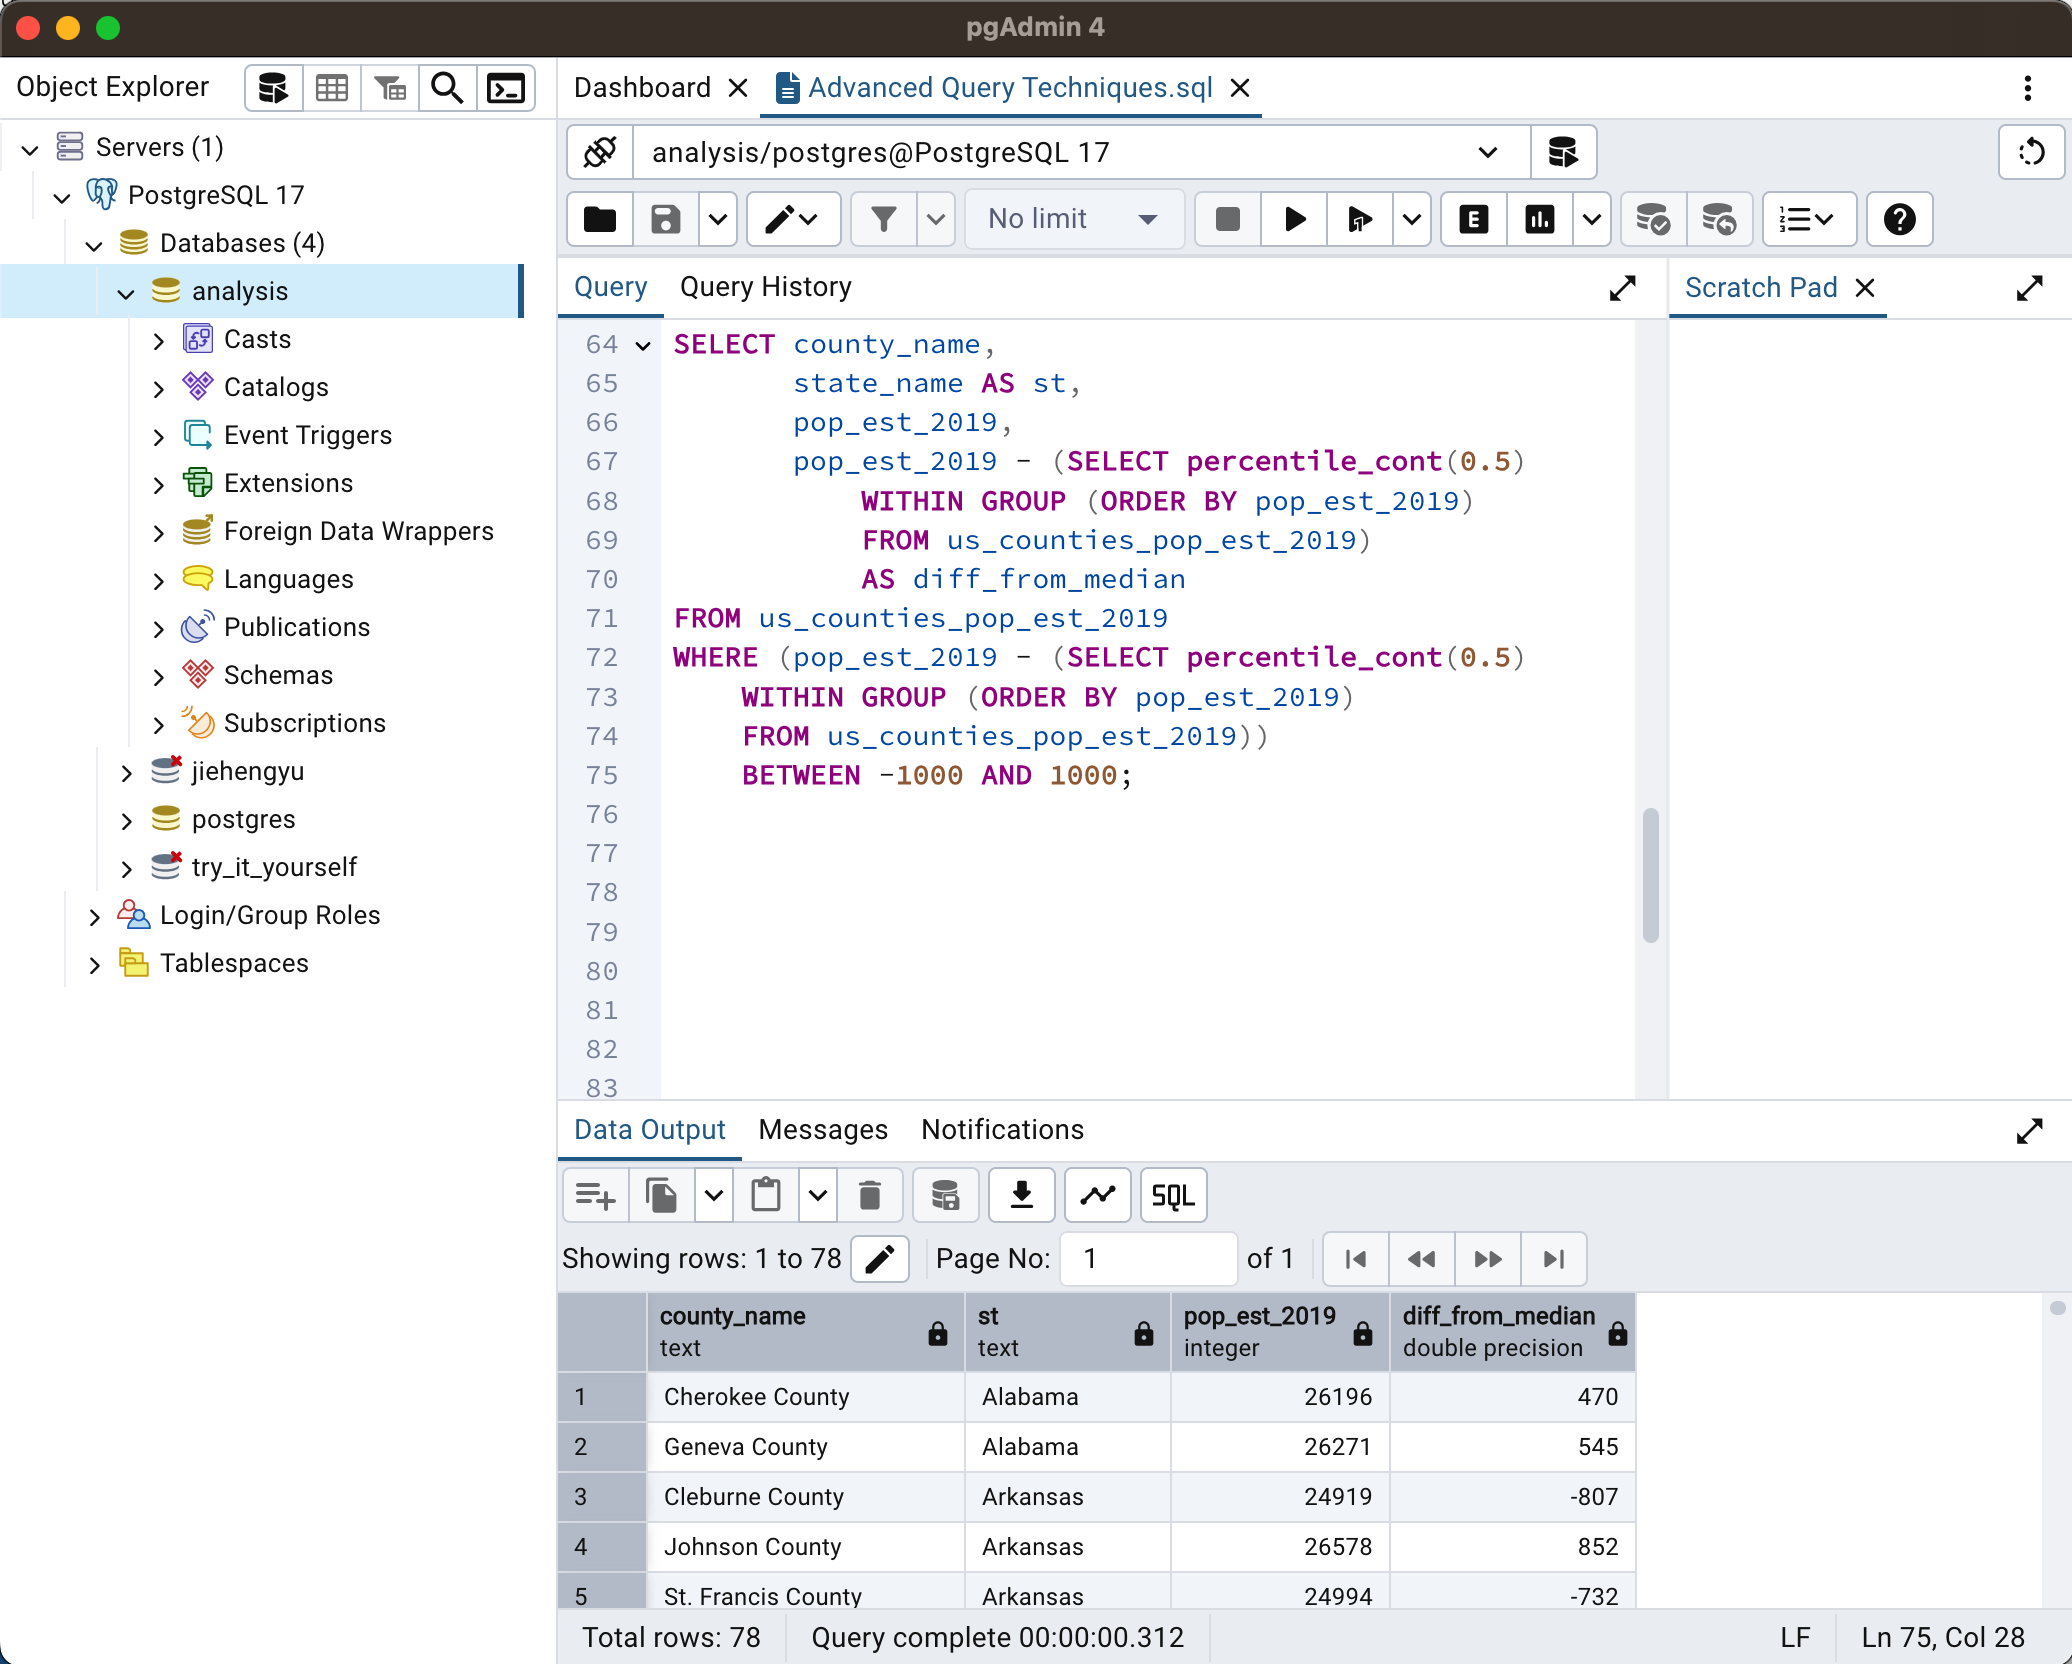 pgAdmin 4
Object Explorer
Servers (1)
PostgreSQL 17
Databases (4)
analysis
Casts
Catalogs
Event Triggers
Extensions
Foreign Data Wrappers
Languages
Publications
Schemas
Subscriptions
jiehengyu
postgres
try_it_yourself
Login/Group Roles
Tablespaces
Dashboard
Advanced Query Techniques.sql
analysis/postgres@PostgreSQL 17
No limit
E
Query
Query History
Scratch Pad
64 SELECT county_name,
65 state_name AS st,
66 pop_est_2019,
67 pop_est_2019 - (SELECT percentile_cont(0.5)
68 WITHIN GROUP (ORDER BY pop_est_2019)
69 FROM us_counties_pop_est_2019)
70 AS diff_from_median
71 FROM us_counties_pop_est_2019
72 WHERE (pop_est_2019 - (SELECT percentile_cont(0.5)
73 WITHIN GROUP (ORDER BY pop_est_2019)
74 FROM us_counties_pop_est_2019))
75 BETWEEN -1000 AND 1000;
76
77
78
79
80
81
82
83
Data Output
Messages
Notifications
SQL
Showing rows: 1 to 78
Page No: 1 of 1
county_name text
st text
pop_est_2019 integer
diff_from_median double precision
1 Cherokee County Alabama 26196 470
2 Geneva County Alabama 26271 545
3 Cleburne County Arkansas 24919 -807
4 Johnson County Arkansas 26578 852
5 St. Francis County Arkansas 24994 -732
Total rows: 78
Query complete 00:00:00.312
LF
Ln 75, Col 28